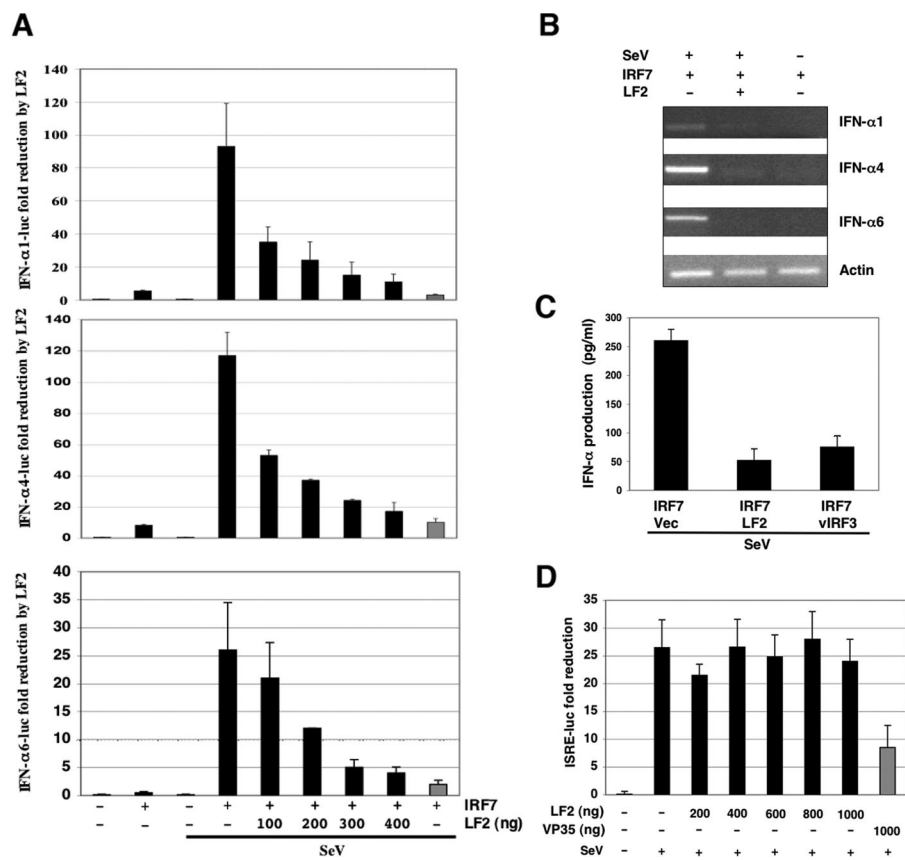 A
IFN-α1-luc fold reduction by LF2
140
120
100
80
60
40
20
0
IFN-α4-luc fold reduction by LF2
140
120
100
80
60
40
20
0
IFN-α6-luc fold reduction by LF2
40
35
30
25
20
15
10
5
0
– + – + + + + + + IRF7
– – – – 100 200 300 400 – LF2 (ng)
SeV
B
SeV + + –
IRF7 + + +
LF2 – + –
IFN-α1
IFN-α4
IFN-α6
Actin
C
IFN-α production (pg/ml)
300
250
200
150
100
50
0
IRF7 IRF7 IRF7
Vec LF2 vIRF3
SeV
D
ISRE-luc fold reduction
35
30
25
20
15
10
5
0
LF2 (ng) – – 200 400 600 800 1000 –
VP35 (ng) – – – – – – – 1000
SeV – + + + + + + +